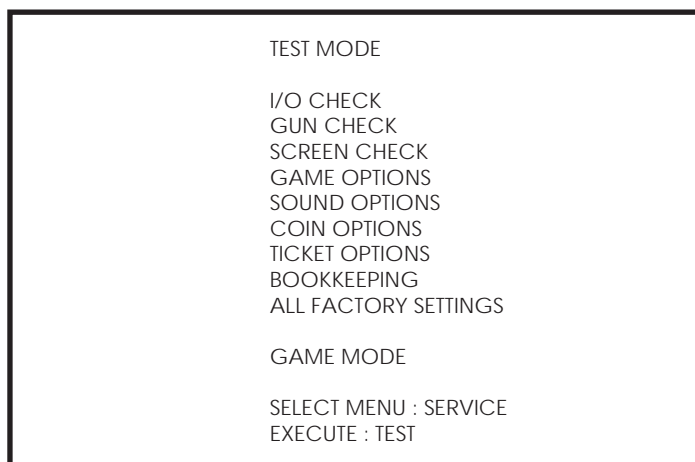 TEST MODE
I/O CHECK
GUN CHECK
SCREEN CHECK
GAME OPTIONS
SOUND OPTIONS
COIN OPTIONS
TICKET OPTIONS
BOOKKEEPING
ALL FACTORY SETTINGS
GAME MODE
SELECT MENU : SERVICE
EXECUTE : TEST